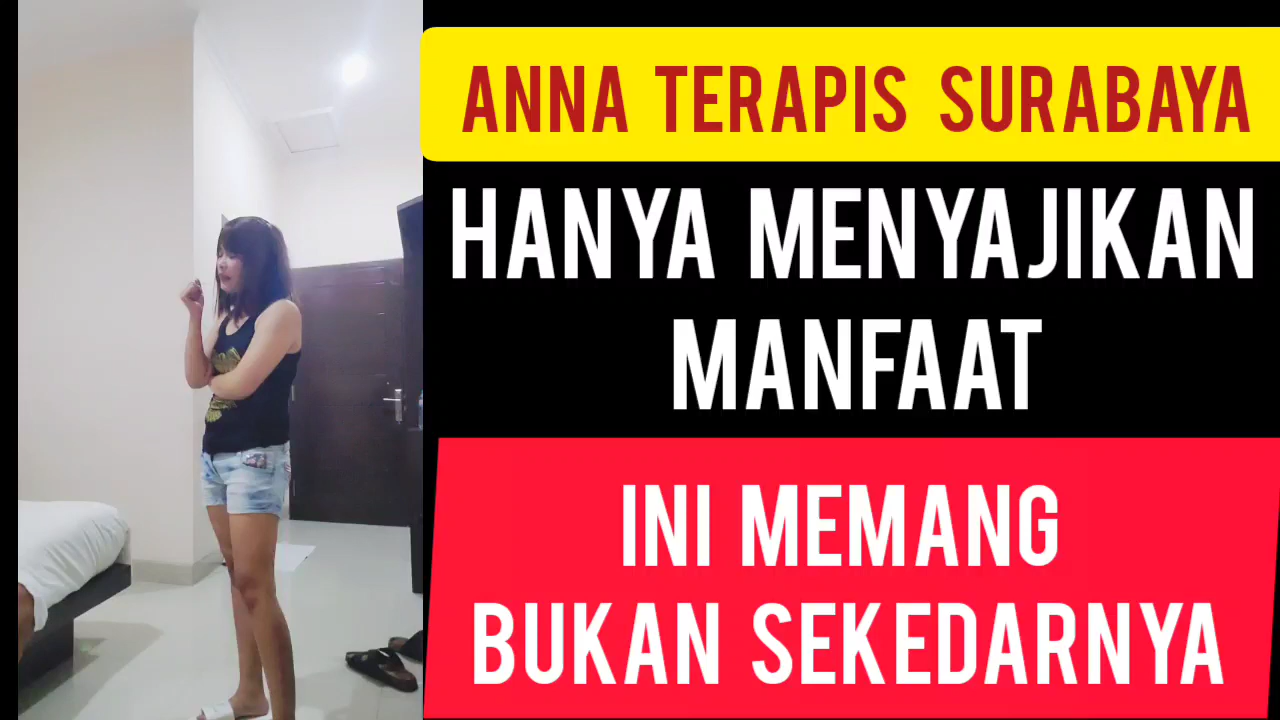 ANNA TERAPIS SURABAYA
HANYA MENYAJIKAN
MANFAAT
INI MEMANG
BUKAN SEKEDARNYA